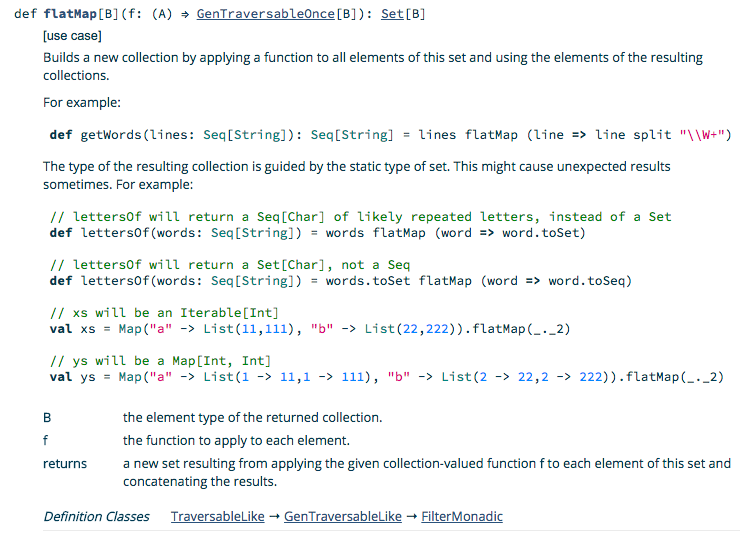 def flatMap[B](f: (A) ⇒ GenTraversableOnce[B]): Set[B]
[use case]
Builds a new collection by applying a function to all elements of this set and using the elements of the resulting
collections.
For example:
def getWords(lines: Seq[String]): Seq[String] = lines flatMap (line => line split "\\W+")
The type of the resulting collection is guided by the static type of set. This might cause unexpected results
sometimes. For example:
// lettersOf will return a Seq[Char] of likely repeated letters, instead of a Set
def lettersOf(words: Seq[String]) = words flatMap (word => word.toSet)
// lettersOf will return a Set[Char], not a Seq
def lettersOf(words: Seq[String]) = words.toSet flatMap (word => word.toSeq)
// xs will be an Iterable[Int]
val xs = Map("a" -> List(11,111), "b" -> List(22,222)).flatMap(_._2)
// ys will be a Map[Int, Int]
val ys = Map("a" -> List(1 -> 11,1 -> 111), "b" -> List(2 -> 22,2 -> 222)).flatMap(_._2)
B the element type of the returned collection.
f the function to apply to each element.
returns a new set resulting from applying the given collection-valued function f to each element of this set and
concatenating the results.
Definition Classes TraversableLike → GenTraversableLike → FilterMonadic